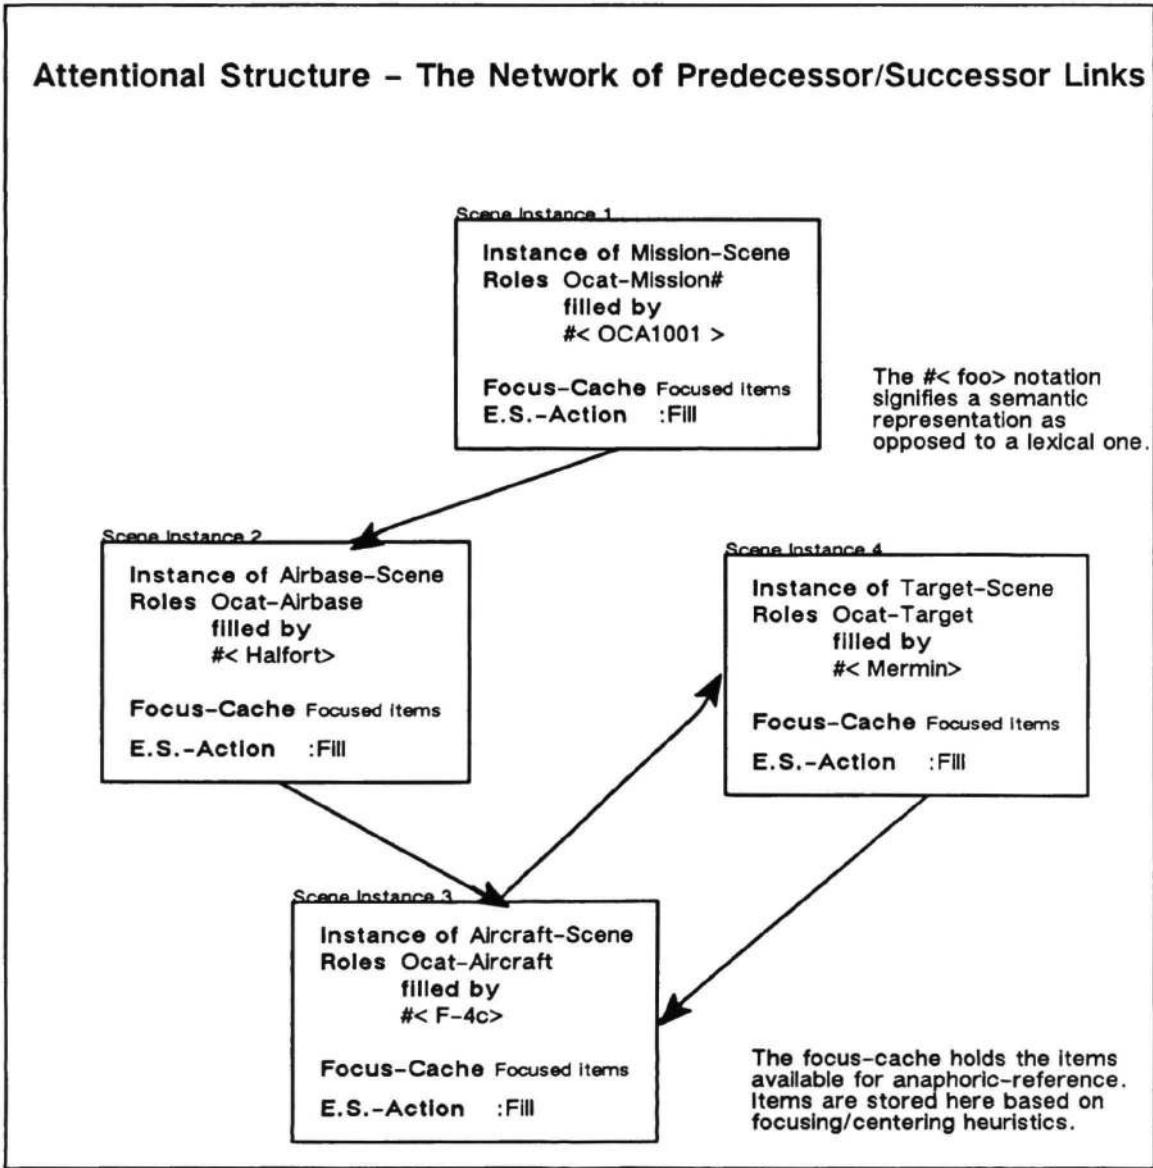 Attentional Structure – The Network of Predecessor/Successor Links
Scene Instance 1
Instance of Mission-Scene
Roles Ocat-Mission#
filled by
#< OCA1001 >
Focus-Cache Focused items
E.S.-Action :Fill
The #< foo> notation
signifies a semantic
representation as
opposed to a lexical one.
Scene Instance 2
Instance of Airbase-Scene
Roles Ocat-Airbase
filled by
#< Halfort>
Focus-Cache Focused items
E.S.-Action :Fill
Scene Instance 4
Instance of Target-Scene
Roles Ocat-Target
filled by
#< Mermin>
Focus-Cache Focused items
E.S.-Action :Fill
Scene Instance 3
Instance of Aircraft-Scene
Roles Ocat-Aircraft
filled by
#< F-4c>
Focus-Cache Focused items
E.S.-Action :Fill
The focus-cache holds the items
available for anaphoric-reference.
Items are stored here based on
focusing/centering heuristics.